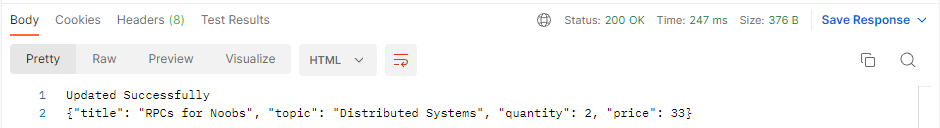 Body Cookies Headers (8) Test Results Status: 200 OK Time: 247 ms Size: 376 B Save Response
Pretty Raw Preview Visualize HTML
1 Updated Successfully
2 {"title": "RPCs for Noobs", "topic": "Distributed Systems", "quantity": 2, "price": 33}